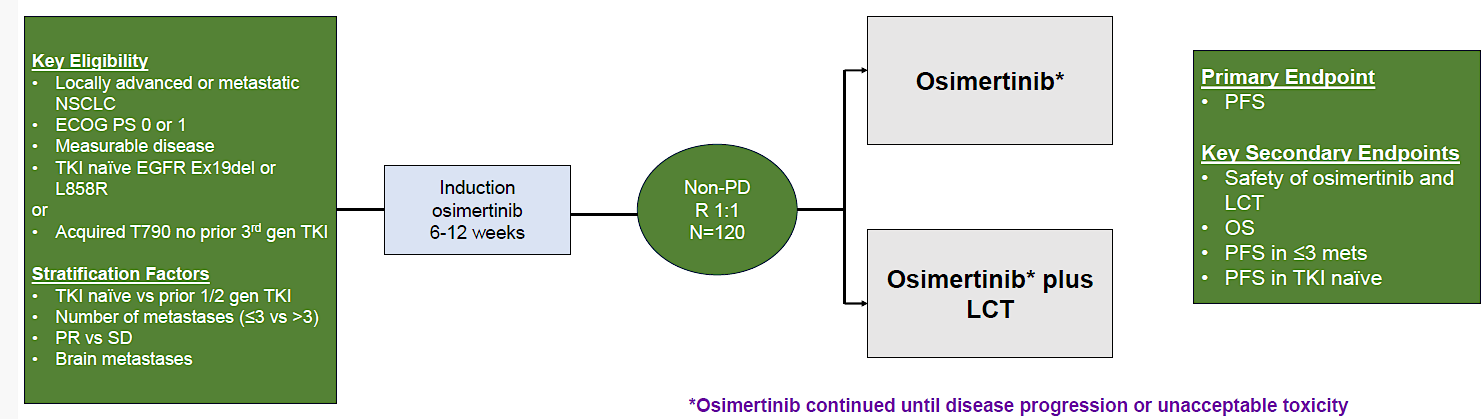 Key Eligibility
• Locally advanced or metastatic
NSCLC
• ECOG PS 0 or 1
• Measurable disease
• TKI naïve EGFR Ex19del or
L858R
or
• Acquired T790 no prior 3rd gen TKI
Stratification Factors
• TKI naïve vs prior 1/2 gen TKI
• Number of metastases (≤3 vs >3)
• PR vs SD
• Brain metastases
Induction
osimertinib
6-12 weeks
Non-PD
R 1:1
N=120
Osimertinib*
Osimertinib* plus
LCT
Primary Endpoint
• PFS
Key Secondary Endpoints
• Safety of osimertinib and
LCT
• OS
• PFS in ≤3 mets
• PFS in TKI naïve
*Osimertinib continued until disease progression or unacceptable toxicity